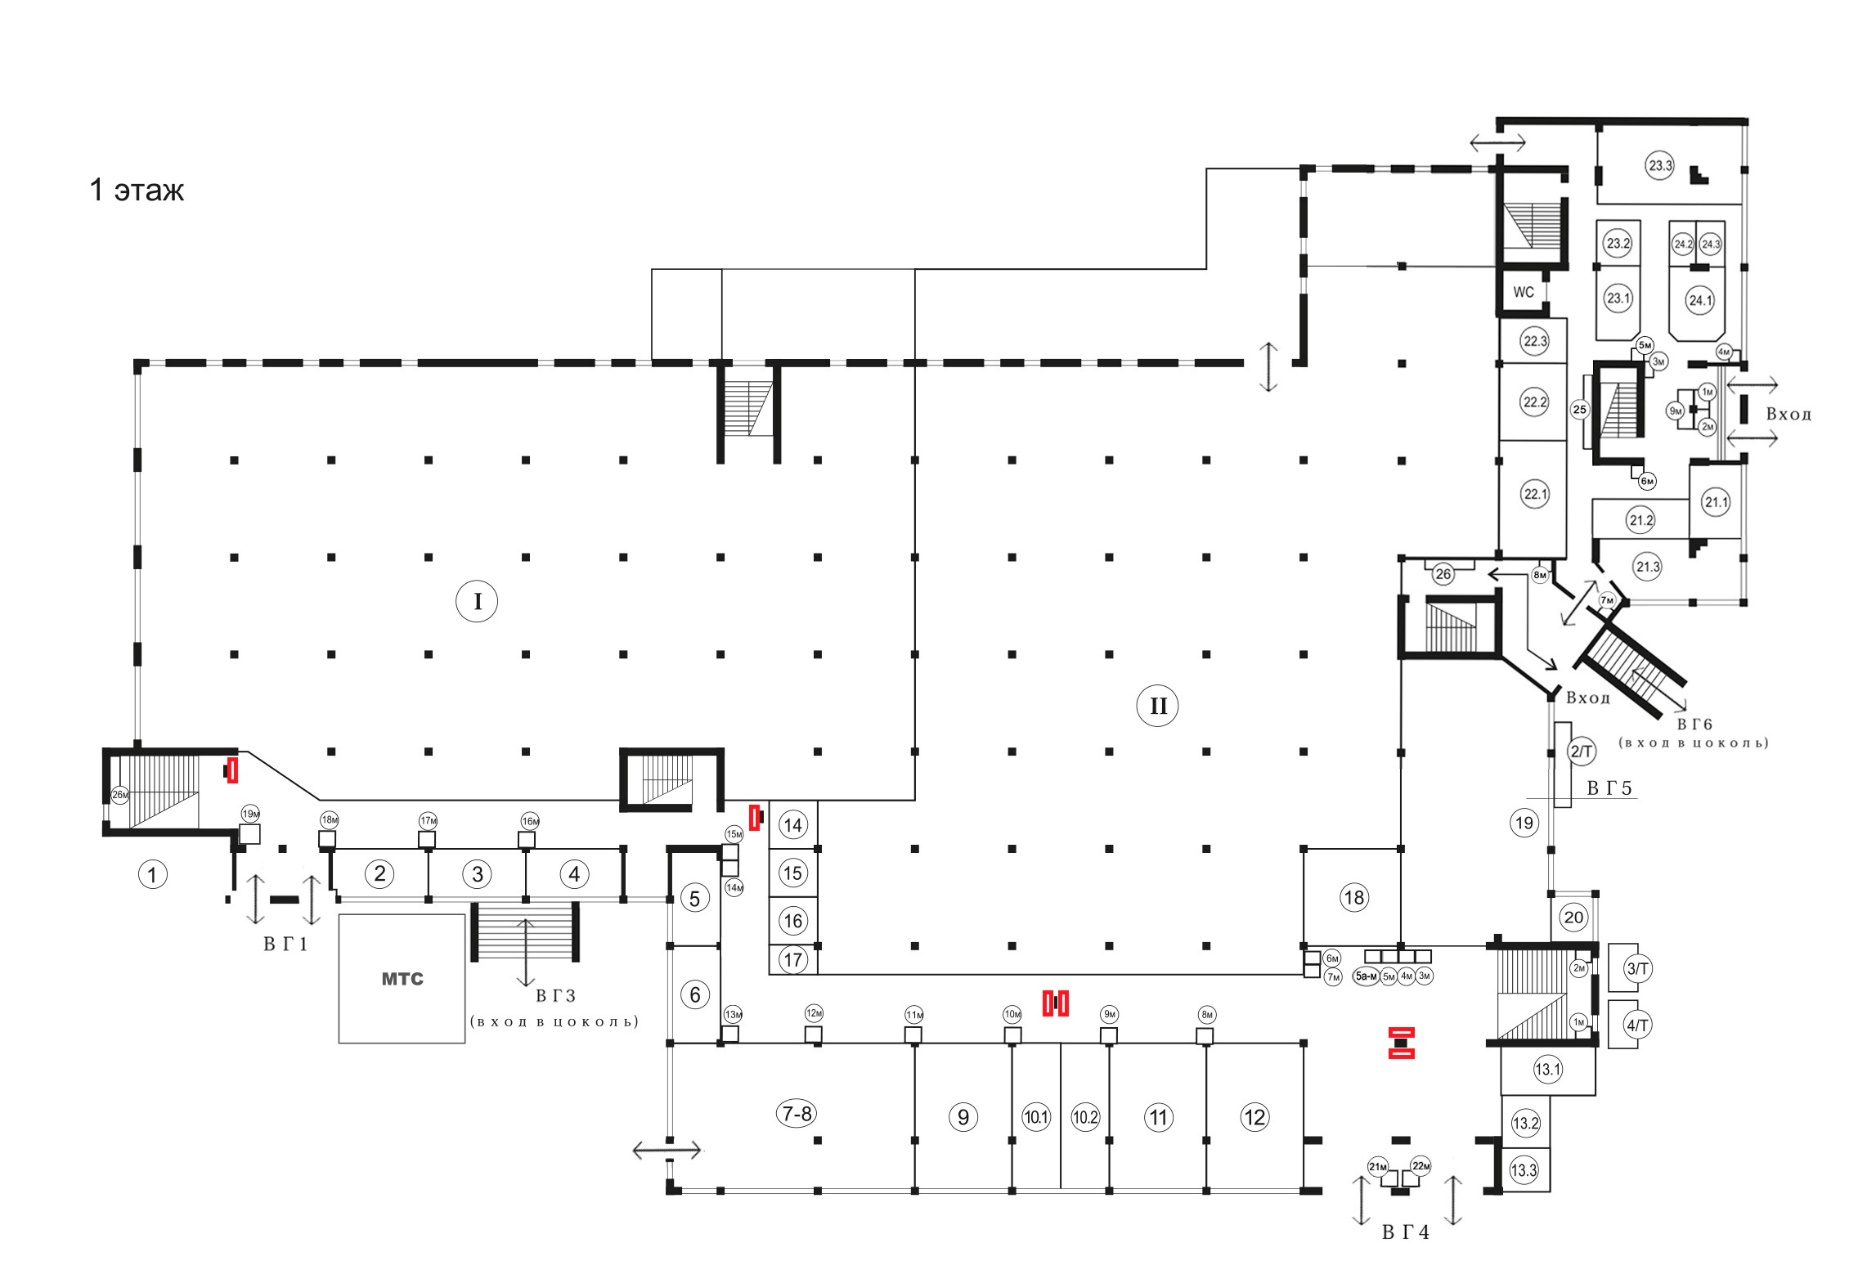 1 этаж
23.3
23.2
24.2
24.3
23.1
24.1
WC
22.3
5м
3м
4м
22.2
25
9м
1м
2м
Вход
6м
22.1
21.2
21.1
21.3
26
8м
7м
I
II
Вход
ВГ6
(вход в цоколь)
2/Т
ВГ5
19
26м
19м
18м
17м
16м
15м
14м
14
15
16
17
1
2
3
4
5
6
18
20
ВГ1
МТС
ВГ3
(вход в цоколь)
6м
7м
5а-м
5м
4м
3м
2м
1м
3/Т
4/Т
13м
12м
11м
10м
9м
8м
7-8
9
10.1
10.2
11
12
13.1
13.2
13.3
21м
22м
ВГ4